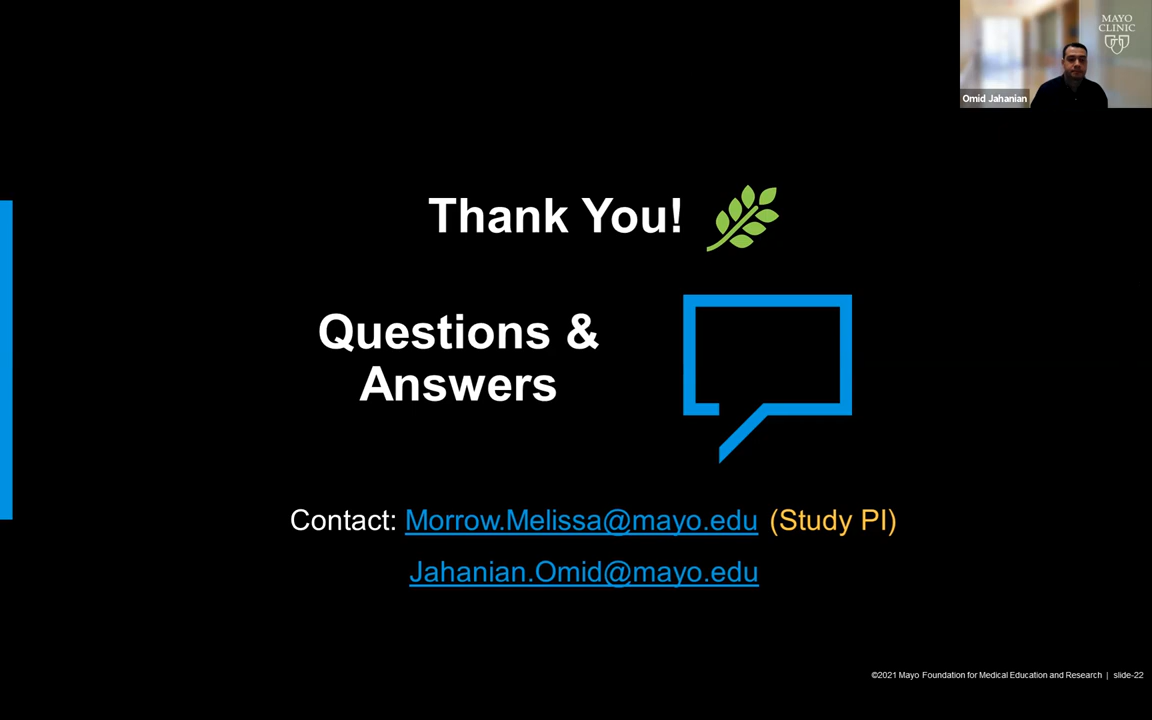 MAYO
CLINIC
Omid Jahanian
Thank You!
Questions &
Answers
Contact: Morrow.Melissa@mayo.edu (Study PI)
Jahanian.Omid@mayo.edu
©2021 Mayo Foundation for Medical Education and Research | slide-22